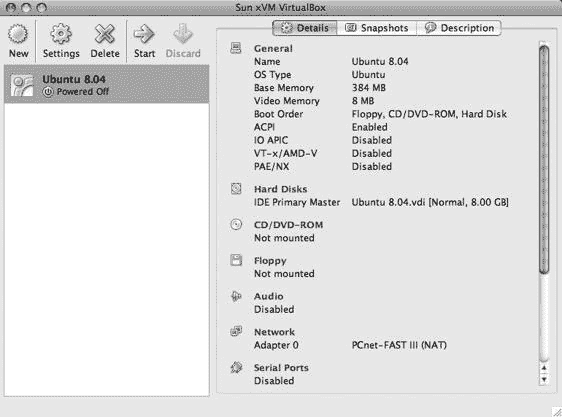 Sun xVM VirtualBox
New Settings Delete Start Discard
Ubuntu 8.04
Powered Off
Details Snapshots Description
General
Name Ubuntu 8.04
OS Type Ubuntu
Base Memory 384 MB
Video Memory 8 MB
Boot Order Floppy, CD/DVD-ROM, Hard Disk
ACPI Enabled
IO APIC Disabled
VT-x/AMD-V Disabled
PAE/NX Disabled
Hard Disks
IDE Primary Master Ubuntu 8.04.vdi [Normal, 8.00 GB]
CD/DVD-ROM
Not mounted
Floppy
Not mounted
Audio
Disabled
Network
Adapter 0 PCnet-FAST III (NAT)
Serial Ports
Disabled